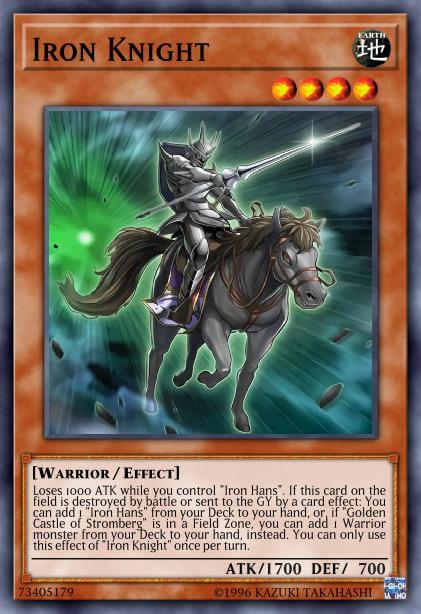 Iron Knight
EARTH
地
[Warrior / Effect]
Loses 1000 ATK while you control "Iron Hans". If this card on the
field is destroyed by battle or sent to the GY by a card effect: You
can add 1 "Iron Hans" from your Deck to your hand, or, if "Golden
Castle of Stromberg" is in a Field Zone, you can add 1 Warrior
monster from your Deck to your hand, instead. You can only use
this effect of "Iron Knight" once per turn.
ATK/1700 DEF/ 700
73405179
©1996 KAZUKI TAKAHASHI